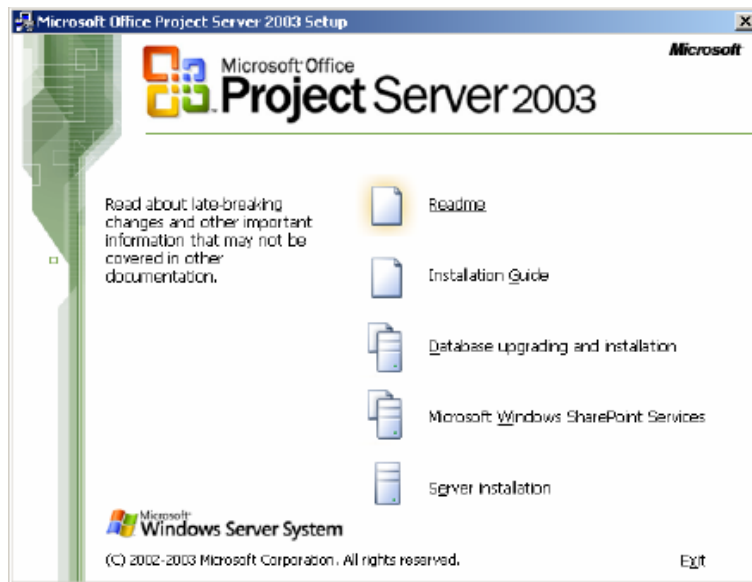 Microsoft Office Project Server 2003 Setup
Microsoft
Microsoft Office
Project Server 2003
Read about late-breaking
changes and other important
information that may not be
covered in other
documentation.
Readme
Installation Guide
Database upgrading and installation
Microsoft Windows SharePoint Services
Server installation
Microsoft
Windows Server System
(C) 2002-2003 Microsoft Corporation. All rights reserved.
Exit